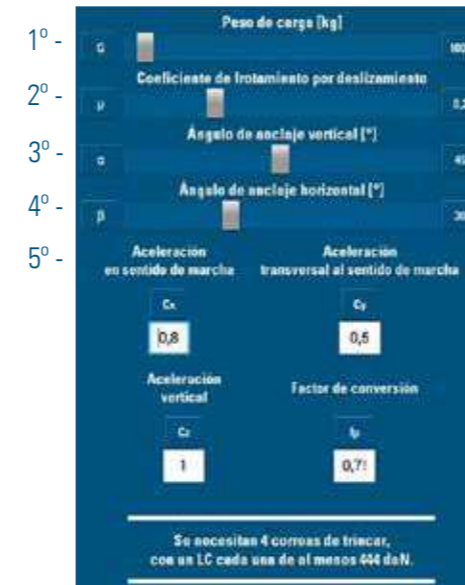 Peso de carga [kg]
1º - G
Coeficiente de frotamiento por deslizamiento
2º - μ 0,2
Ángulo de anclaje vertical [°]
3º - α 45
Ángulo de anclaje horizontal [°]
4º - β 30
5º -
Aceleración en sentido de marcha
Aceleración transversal al sentido de marcha
Cx Cy
0,8 0,5
Aceleración vertical
Factor de conversión
Cz fμ
1 0,7
Se necesitan 4 correas de trincar,
con un LC cada una de al menos 444 daN.